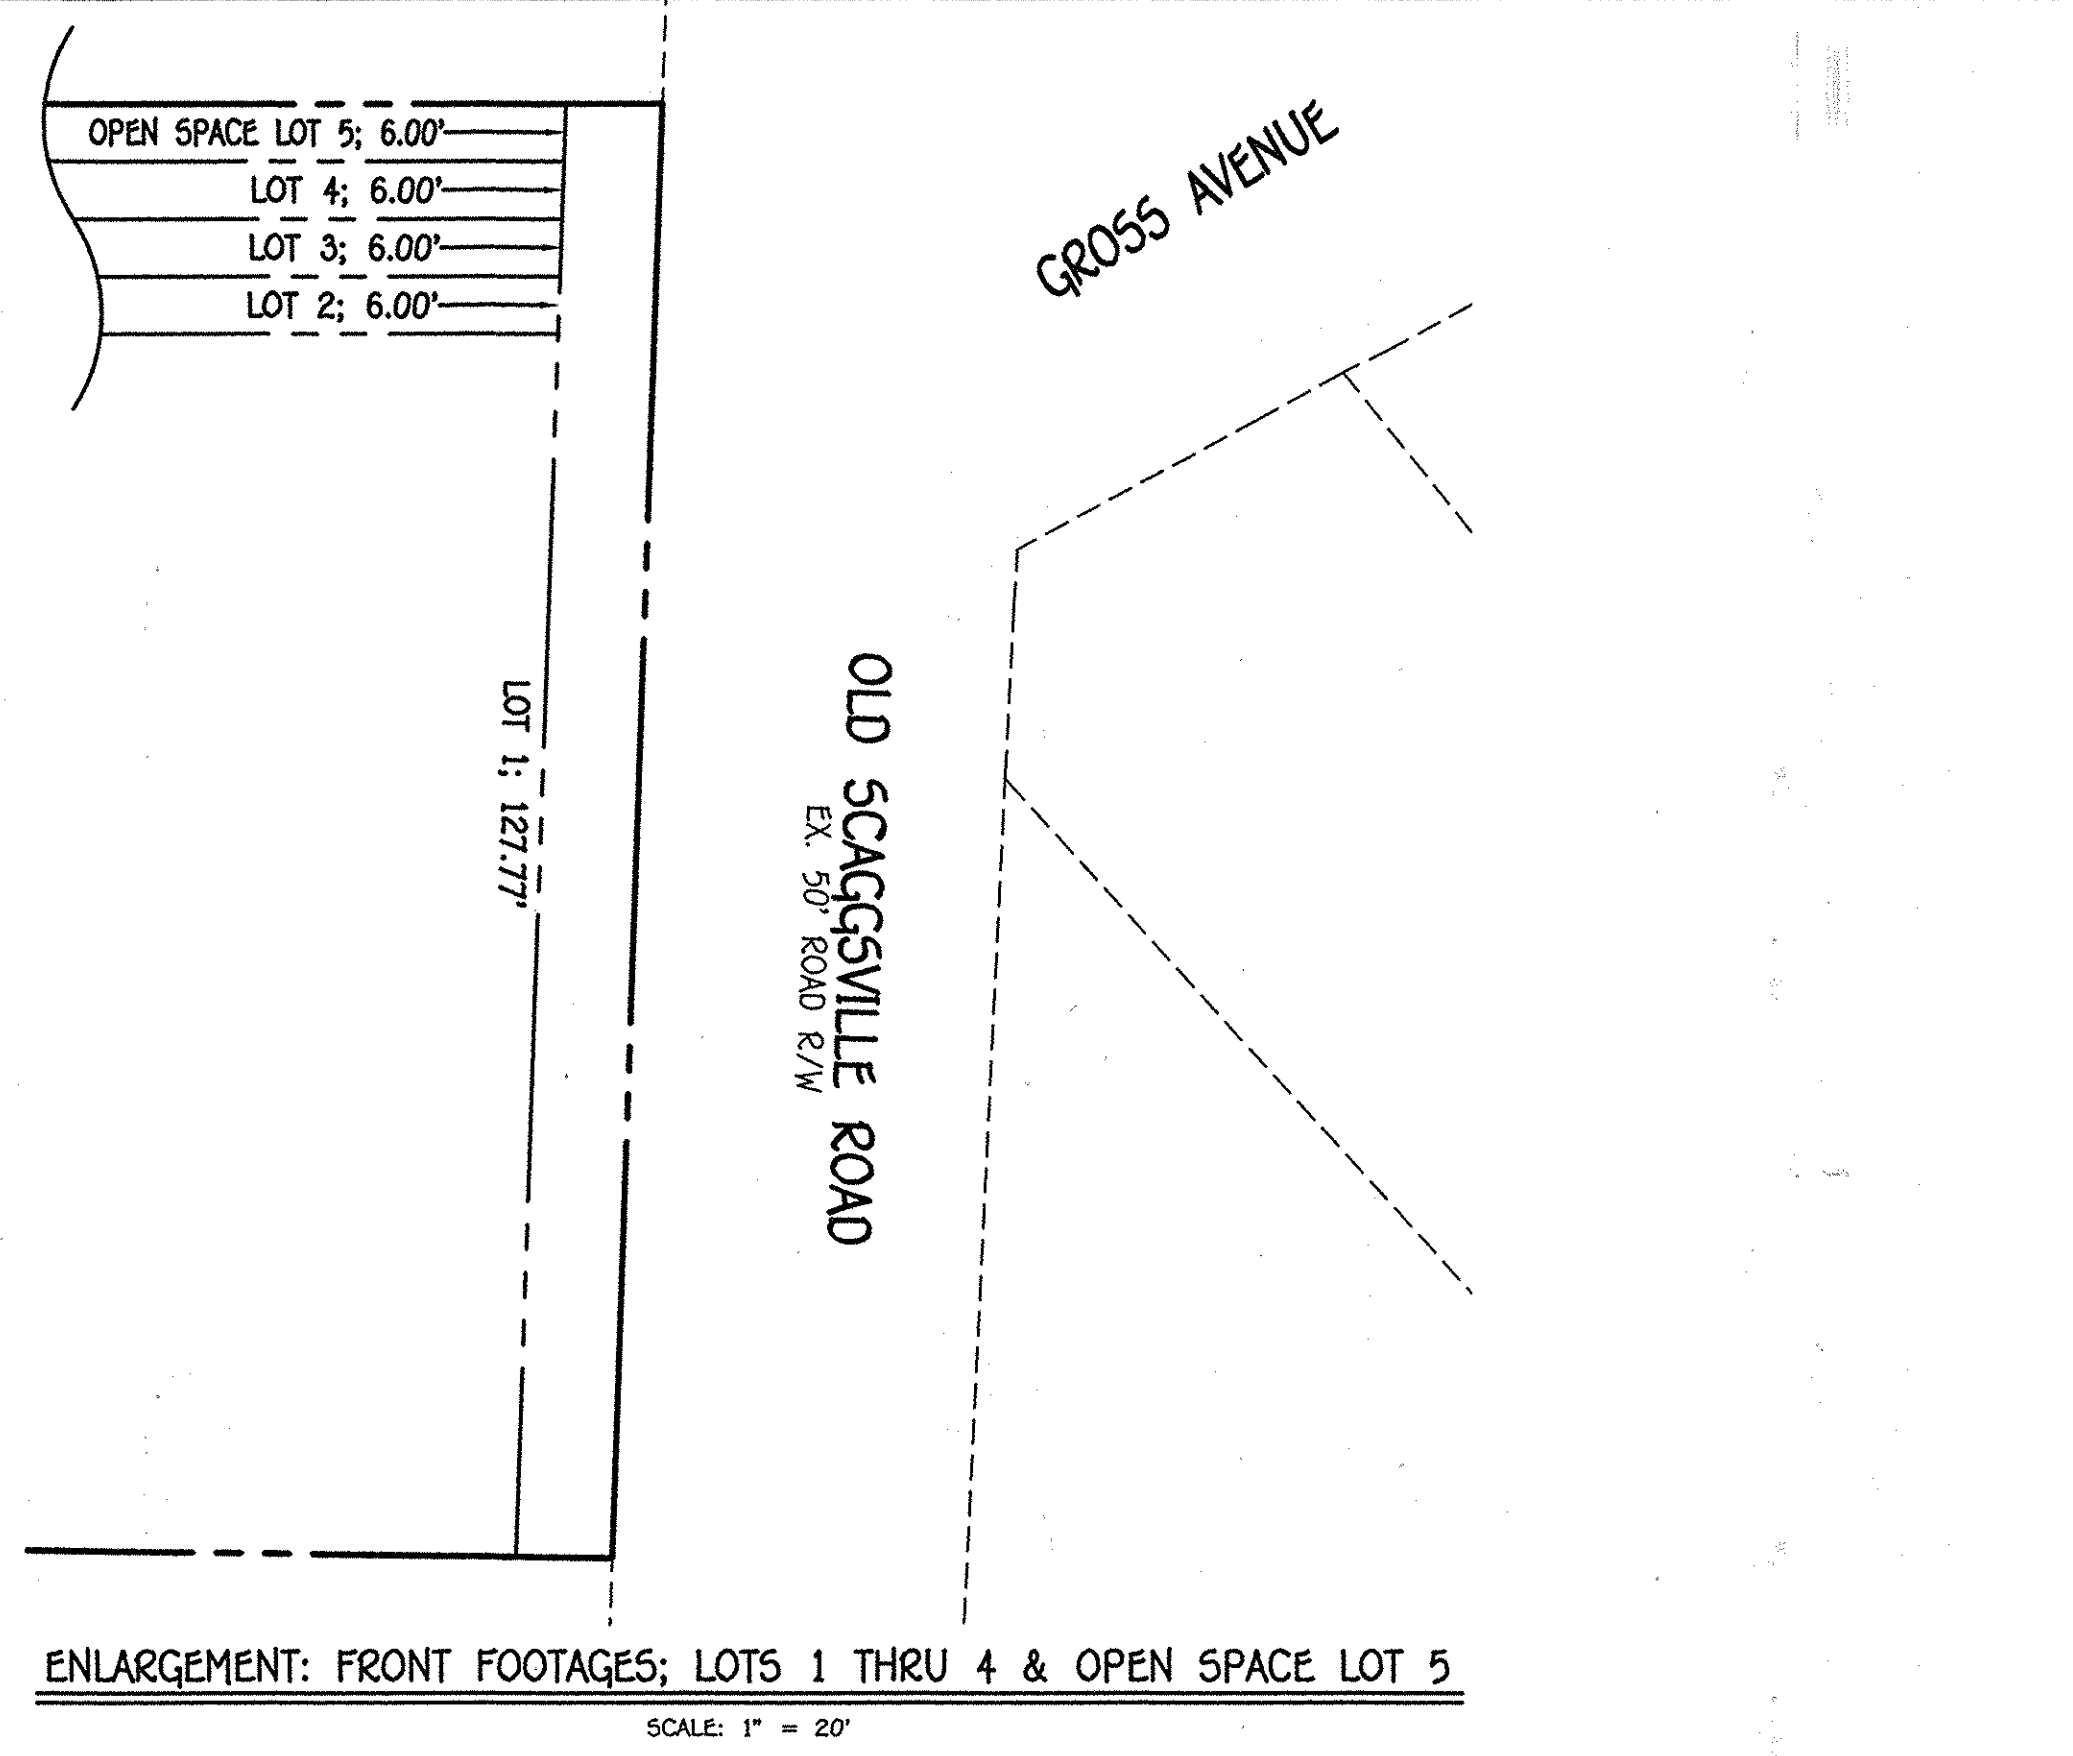 OPEN SPACE LOT 5; 6.00'
LOT 4; 6.00'
LOT 3; 6.00'
LOT 2; 6.00'
GROSS AVENUE
LOT 1; 127.77'
OLD SCAGGSVILLE ROAD
EX. 50' ROAD R/W
ENLARGEMENT: FRONT FOOTAGES; LOTS 1 THRU 4 & OPEN SPACE LOT 5
SCALE: 1" = 20'